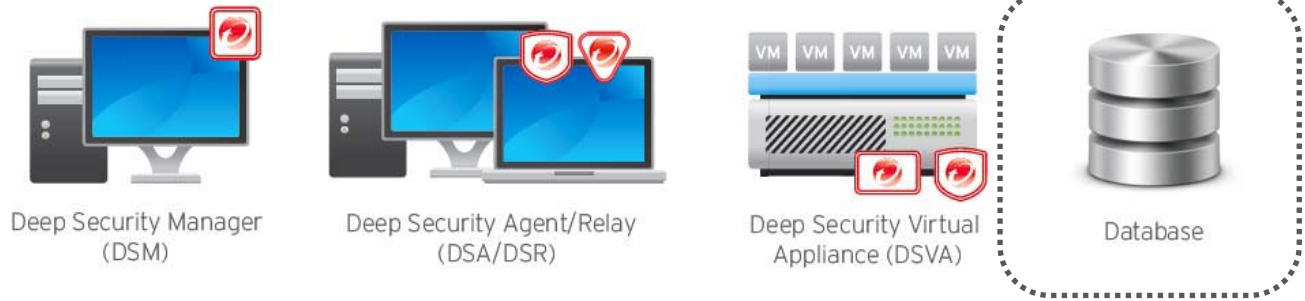 VM VM VM VM VM
Deep Security Manager
(DSM)
Deep Security Agent/Relay
(DSA/DSR)
Deep Security Virtual
Appliance (DSVA)
Database